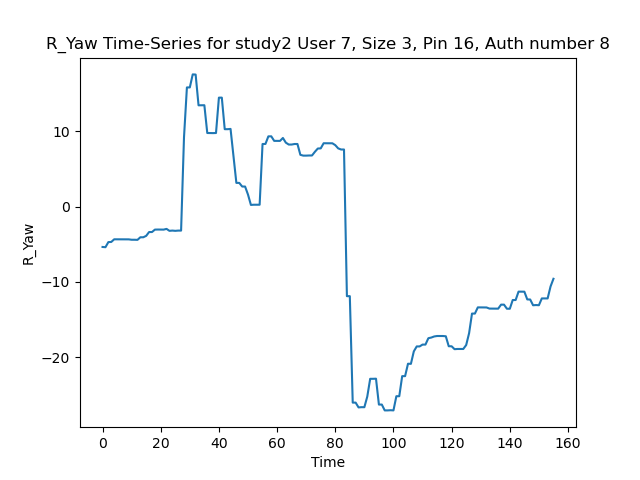 R_Yaw Time-Series for study2 User 7, Size 3, Pin 16, Auth number 8
R_Yaw
10
0
−10
−20
0 20 40 60 80 100 120 140 160
Time